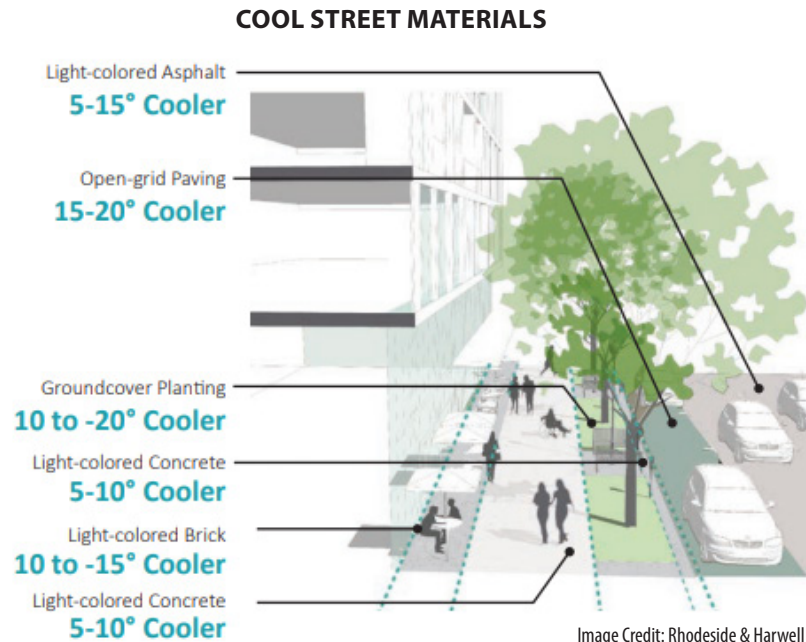 COOL STREET MATERIALS
Light-colored Asphalt
5-15° Cooler
Open-grid Paving
15-20° Cooler
Groundcover Planting
10 to -20° Cooler
Light-colored Concrete
5-10° Cooler
Light-colored Brick
10 to -15° Cooler
Light-colored Concrete
5-10° Cooler
Image Credit: Rhodeside & Harwell